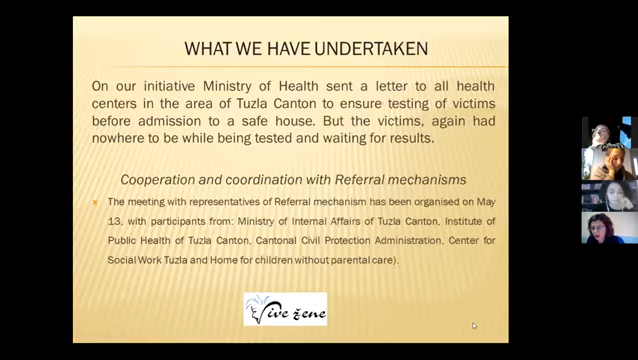 WHAT WE HAVE UNDERTAKEN
On our initiative Ministry of Health sent a letter to all health
centers in the area of Tuzla Canton to ensure testing of victims
before admission to a safe house. But the victims, again had
nowhere to be while being tested and waiting for results.
Cooperation and coordination with Referral mechanisms
The meeting with representatives of Referral mechanism has been organised on May
13, with participants from: Ministry of Internal Affairs of Tuzla Canton, Institute of
Public Health of Tuzla Canton, Cantonal Civil Protection Administration, Center for
Social Work Tuzla and Home for children without parental care).
Vive žene